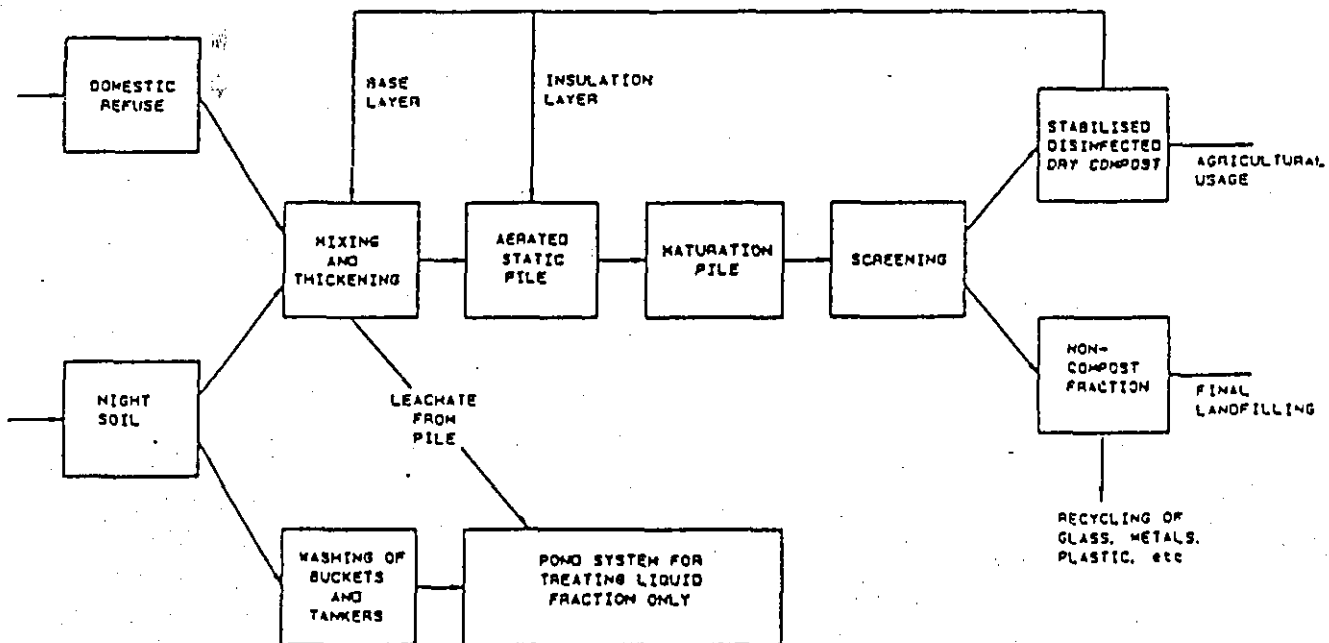 DOMESTIC
REFUSE
BASE
LAYER
INSULATION
LAYER
STABILISED
DISINFECTED
DRY COMPOST
AGRICULTURAL
USAGE
MIXING
AND
THICKENING
AERATED
STATIC
PILE
MATURATION
PILE
SCREENING
NIGHT
SOIL
LEACHATE
FROM
PILE
NON-
COMPOST
FRACTION
FINAL
LANDFILLING
RECYCLING OF
GLASS, METALS,
PLASTIC, etc
WASHING OF
BUCKETS
AND
TANKERS
POND SYSTEM FOR
TREATING LIQUID
FRACTION ONLY